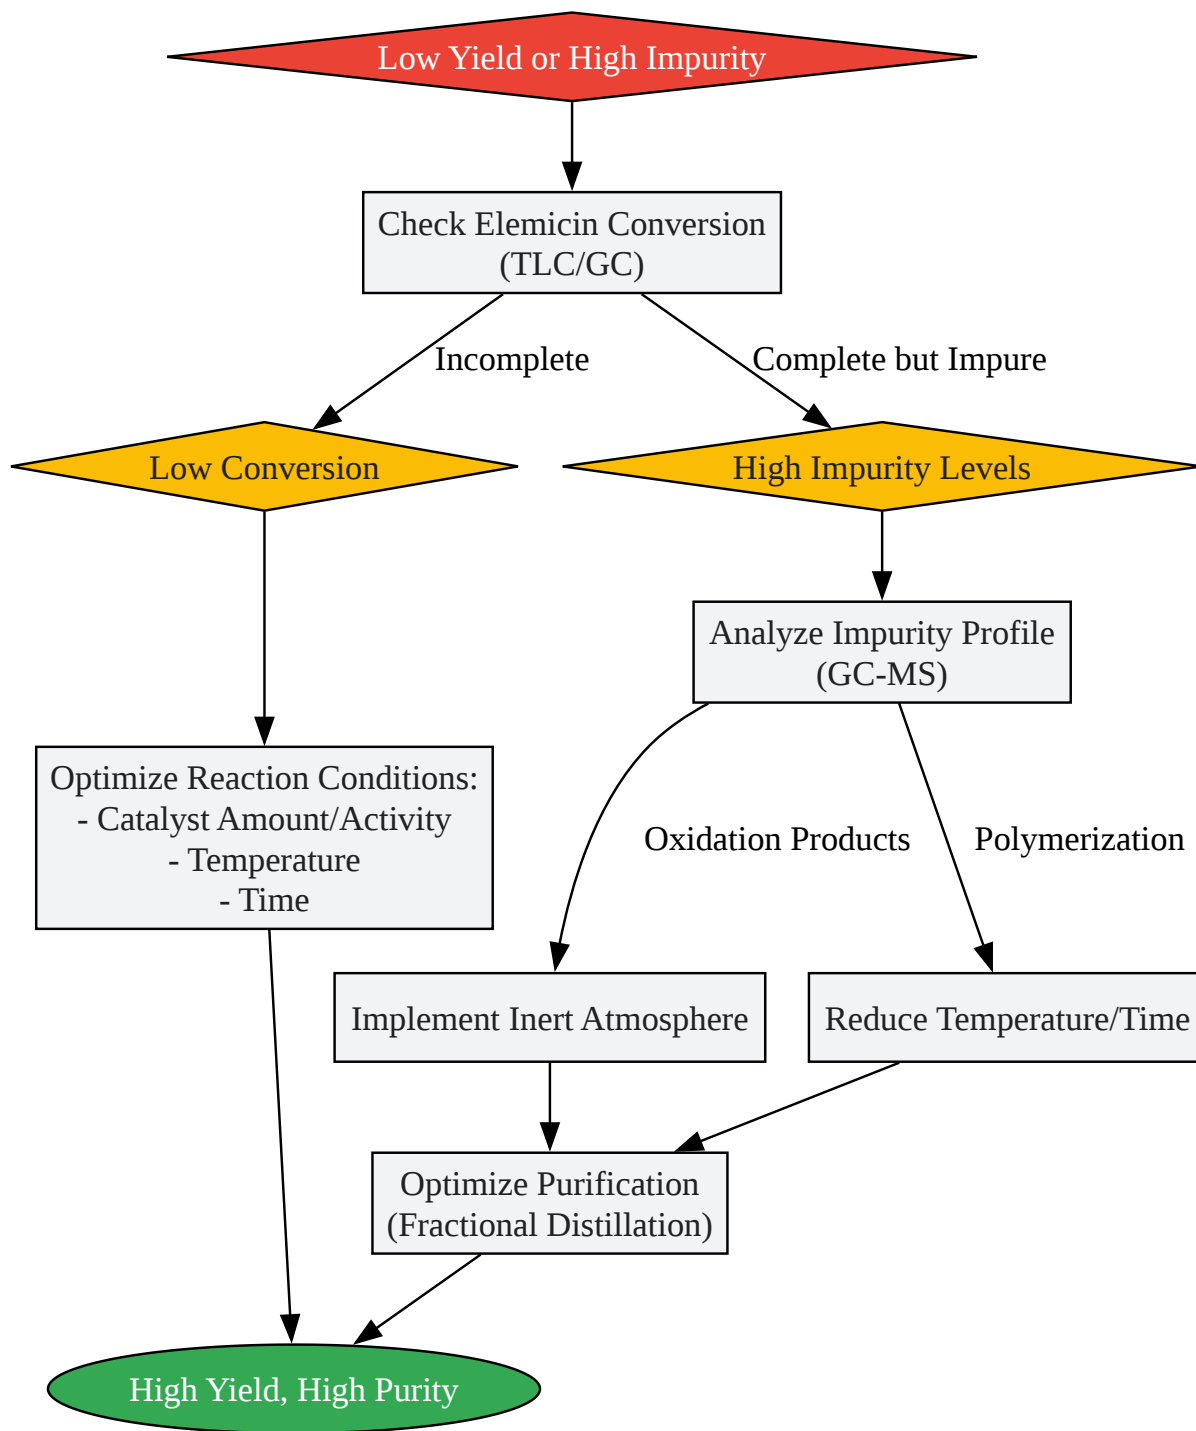 Low Yield or High Impurity
Check Elemicin Conversion
(TLC/GC)
Incomplete
Complete but Impure
Low Conversion
High Impurity Levels
Analyze Impurity Profile
(GC-MS)
Optimize Reaction Conditions:
- Catalyst Amount/Activity
- Temperature
- Time
Oxidation Products
Polymerization
Implement Inert Atmosphere
Reduce Temperature/Time
Optimize Purification
(Fractional Distillation)
High Yield, High Purity